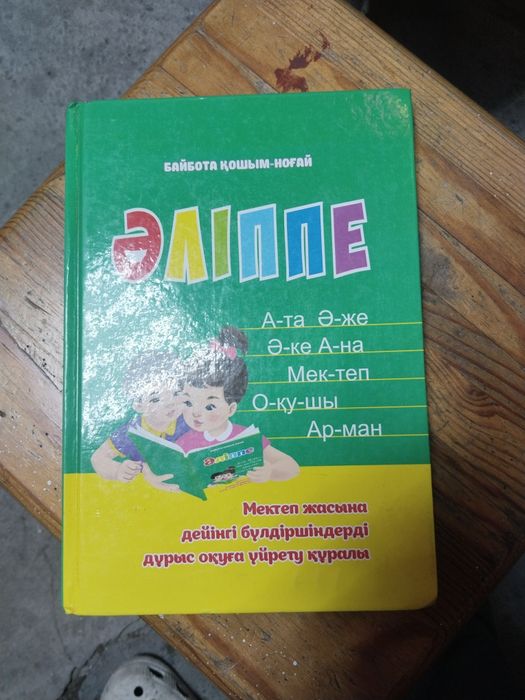 БАЙБОТА ҚОШЫМ-НОҒАЙ
ӘЛІППЕ
А-та Ә-же
Ә-ке А-на
Мек-теп
О-қу-шы
Ар-ман
Әліппе
Мектеп жасына
дейінгі бүлдіршіндерді
дұрыс оқуға үйрету құралы